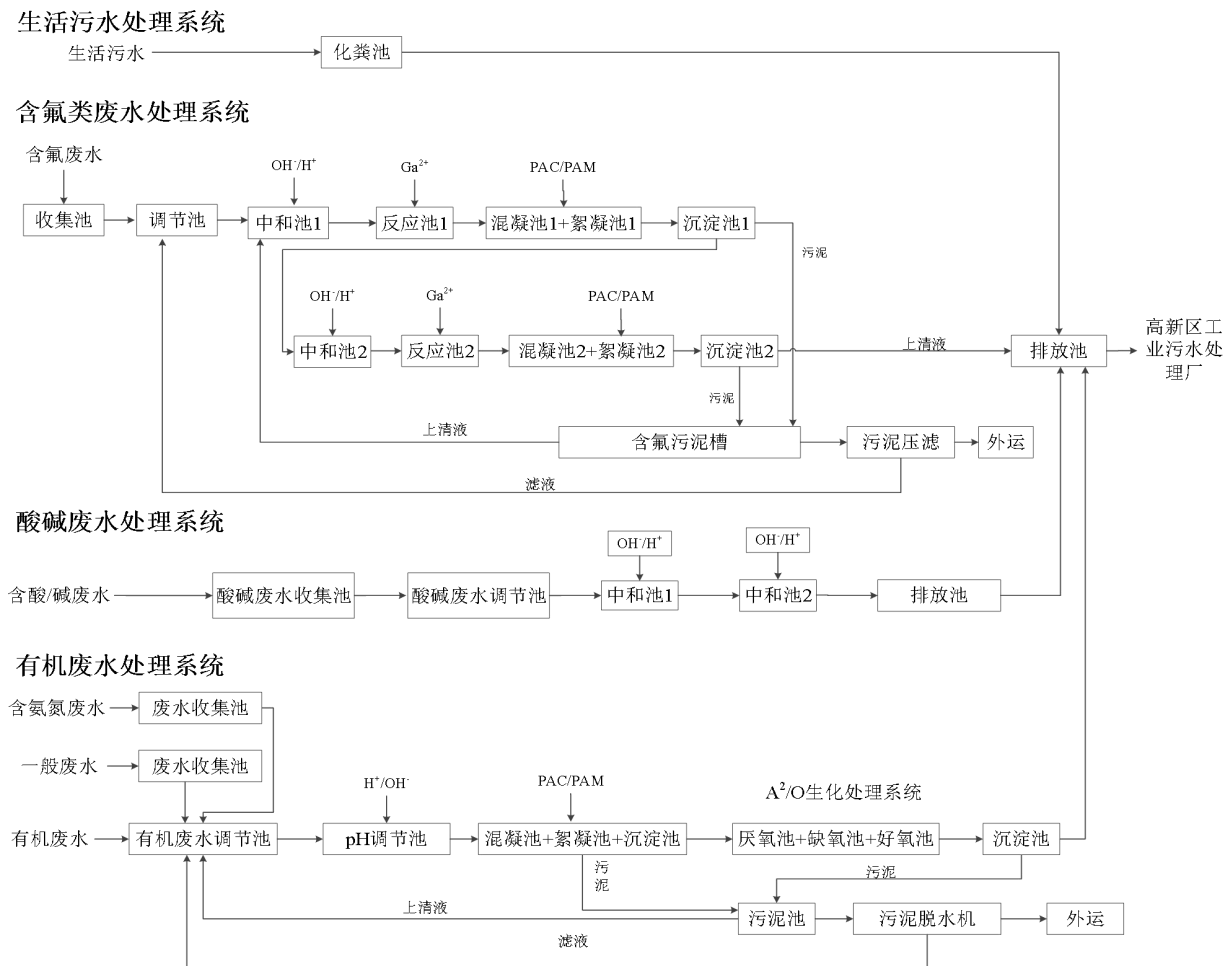 生活污水处理系统
生活污水
化粪池
含氟类废水处理系统
含氟废水
OH⁻/H⁺
Ga²⁺
PAC/PAM
收集池
调节池
中和池1
反应池1
混凝池1+絮凝池1
沉淀池1
污泥
OH⁻/H⁺
Ga²⁺
PAC/PAM
中和池2
反应池2
混凝池2+絮凝池2
沉淀池2
上清液
排放池
高新区工
业污水处
理厂
污泥
上清液
含氟污泥槽
污泥压滤
外运
滤液
酸碱废水处理系统
OH⁻/H⁺
OH⁻/H⁺
含酸/碱废水
酸碱废水收集池
酸碱废水调节池
中和池1
中和池2
排放池
有机废水处理系统
含氨氮废水
废水收集池
一般废水
废水收集池
H⁺/OH⁻
PAC/PAM
A²/O生化处理系统
有机废水
有机废水调节池
pH调节池
混凝池+絮凝池+沉淀池
厌氧池+缺氧池+好氧池
沉淀池
污
泥
污泥
上清液
污泥池
污泥脱水机
外运
滤液